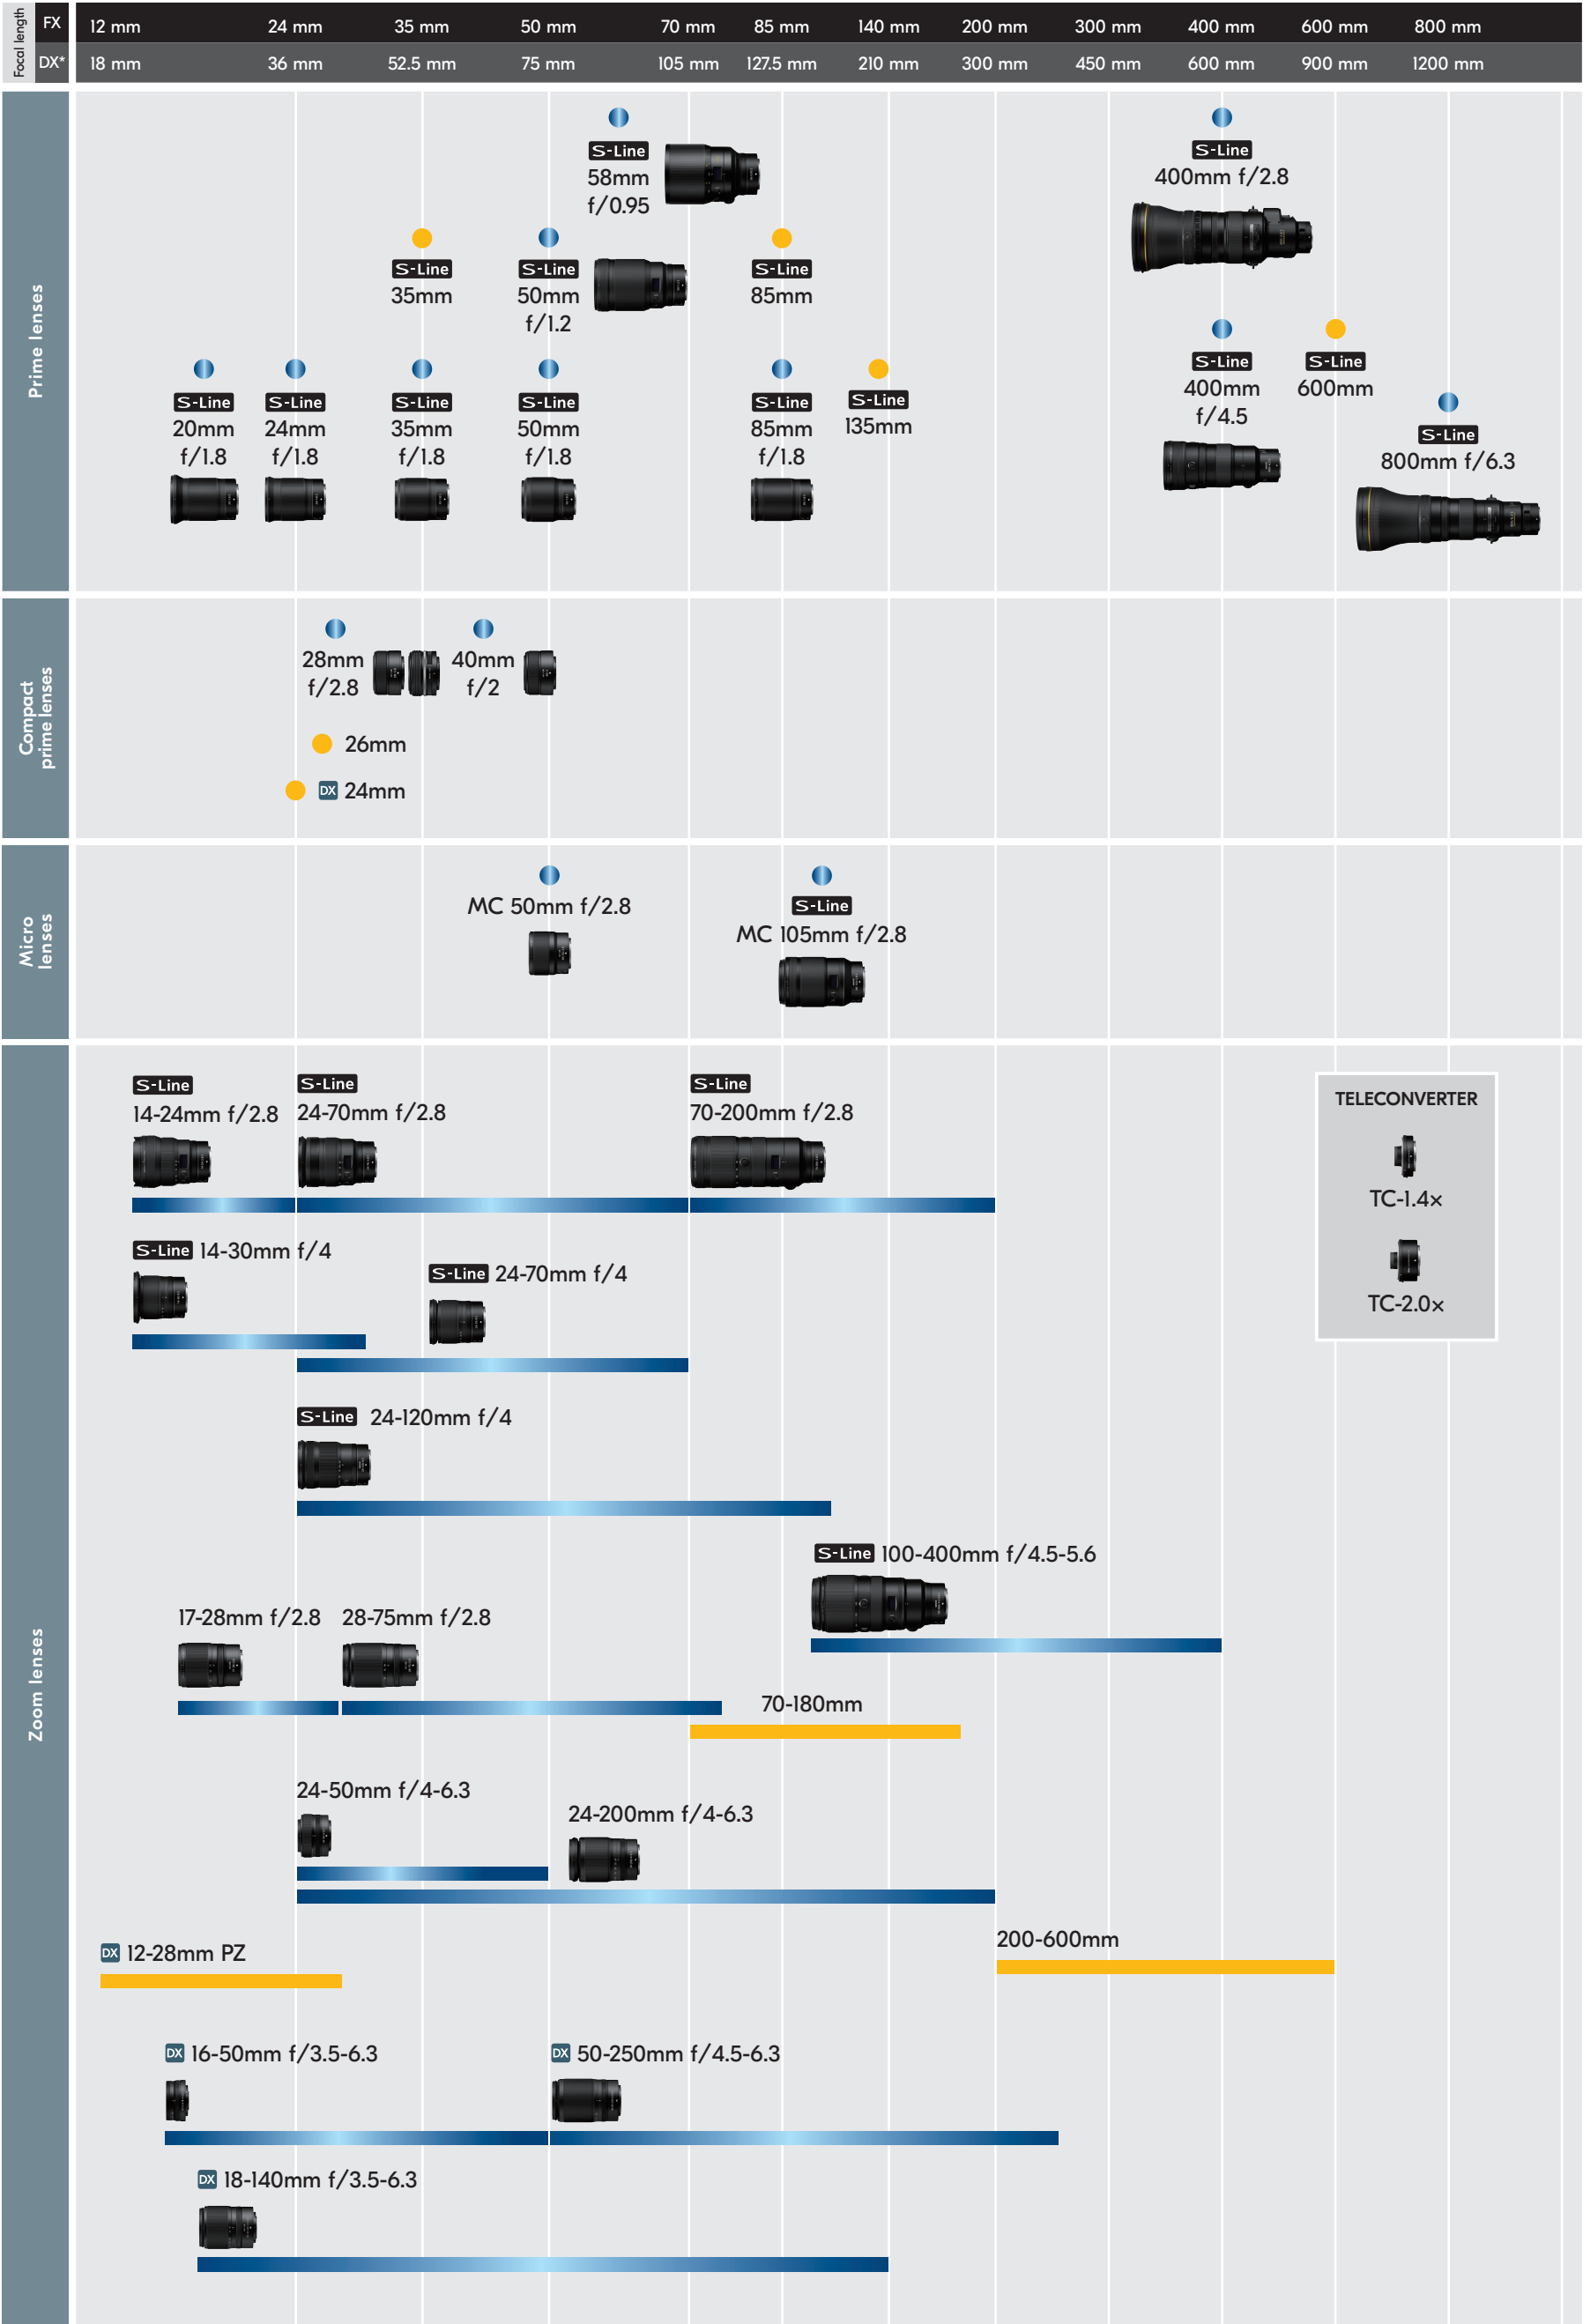 Focal length
FX 12 mm 24 mm 35 mm 50 mm 70 mm 85 mm 140 mm 200 mm 300 mm 400 mm 600 mm 800 mm
DX* 18 mm 36 mm 52.5 mm 75 mm 105 mm 127.5 mm 210 mm 300 mm 450 mm 600 mm 900 mm 1200 mm
Prime lenses
S-Line
58mm
f/0.95
S-Line
400mm f/2.8
S-Line
35mm
S-Line
50mm
f/1.2
S-Line
85mm
S-Line
20mm
f/1.8
S-Line
24mm
f/1.8
S-Line
35mm
f/1.8
S-Line
50mm
f/1.8
S-Line
85mm
f/1.8
S-Line
135mm
S-Line
400mm
f/4.5
S-Line
600mm
S-Line
800mm f/6.3
Compact
prime lenses
28mm
f/2.8
40mm
f/2
26mm
DX 24mm
Micro
lenses
MC 50mm f/2.8
S-Line
MC 105mm f/2.8
Zoom lenses
S-Line
14-24mm f/2.8
S-Line
24-70mm f/2.8
S-Line
70-200mm f/2.8
TELECONVERTER
TC-1.4×
TC-2.0×
S-Line 14-30mm f/4
S-Line 24-70mm f/4
S-Line 24-120mm f/4
S-Line 100-400mm f/4.5-5.6
17-28mm f/2.8
28-75mm f/2.8
70-180mm
24-50mm f/4-6.3
24-200mm f/4-6.3
DX 12-28mm PZ
200-600mm
DX 16-50mm f/3.5-6.3
DX 50-250mm f/4.5-6.3
DX 18-140mm f/3.5-6.3